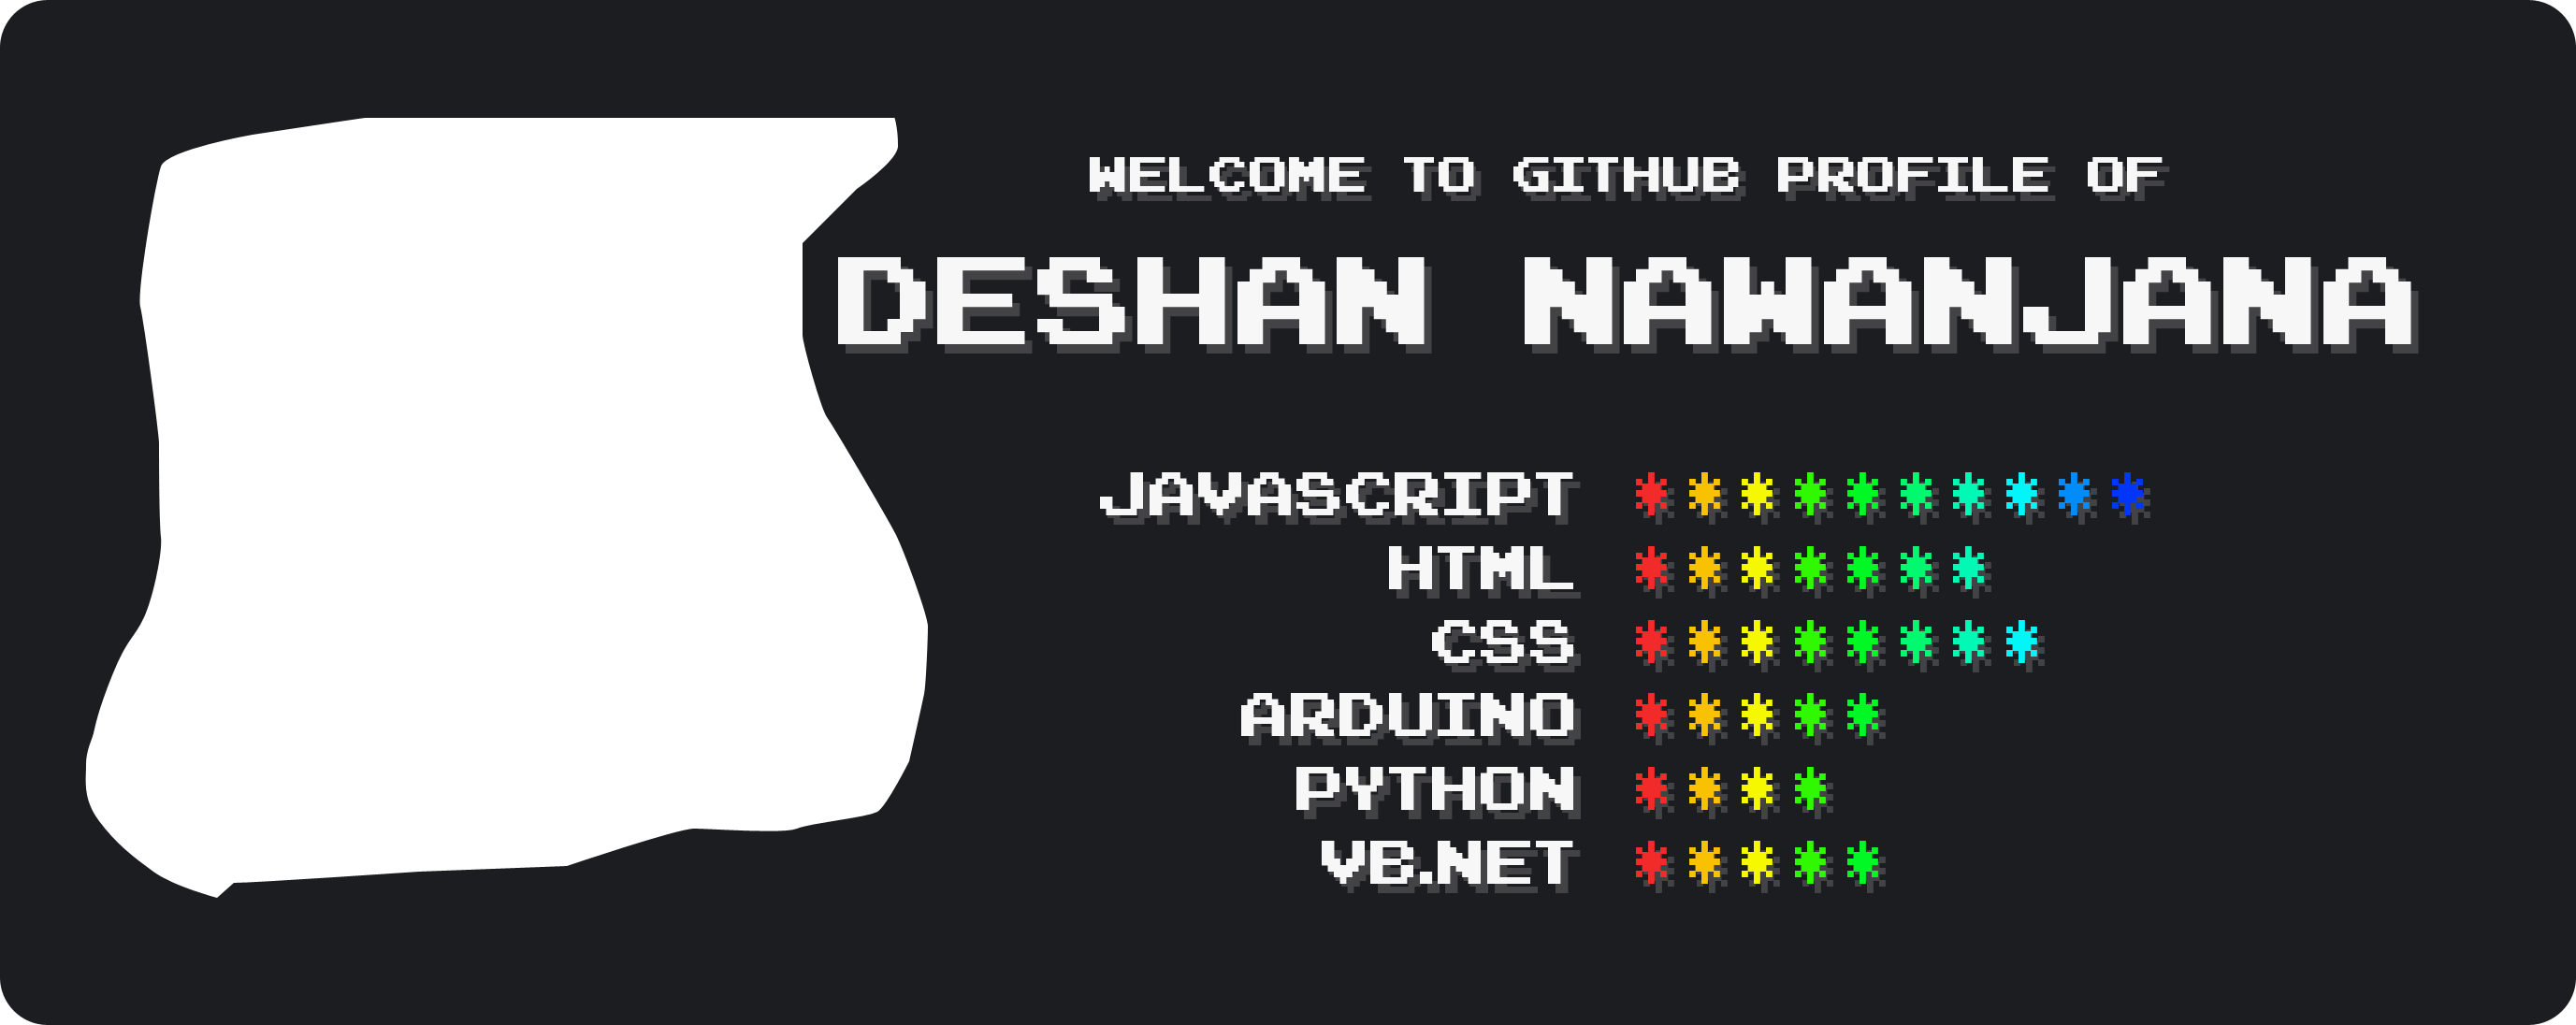 WELCOME TO GITHUB PROFILE OF
DESHAN NAWANJANA
JAVASCRIPT **********
HTML *******
CSS ********
ARDUINO *****
PYTHON ****
VB.NET *****